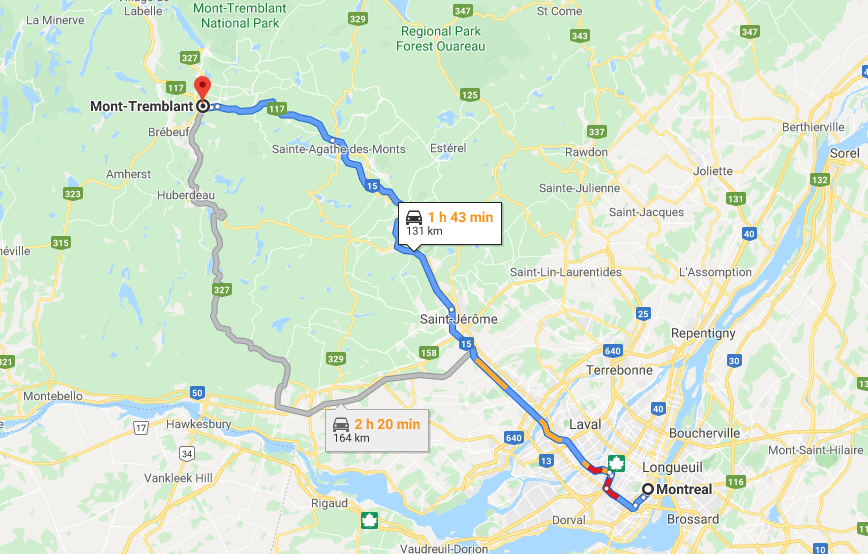 Labelle
La Minerve
Mont-Tremblant
National Park
347
St Come
329
Regional Park
Forest Ouareau
343
347
327
117
125
Mont-Tremblant
117
Brébeuf
Berthierville
337
Sainte-Agathe-des-Monts
Estérel
Rawdon
Sorel
Amherst
Joliette
132
323
Huberdeau
15
Sainte-Julienne
131
1 h 43 min
131 km
Saint-Jacques
40
315
néville
Saint-Lin-Laurentides
L'Assomption
327
25
Saint-Jérôme
Repentigny
15
640
30
321
329
158
Terrebonne
Montebello
50
40
Hawkesbury
17
2 h 20 min
164 km
Laval
640
Boucherville
34
13
Longueuil
Mont-Saint-Hilaire
Vankleek Hill
116
Montreal
Rigaud
Dorval
Brossard
Vaudreuil-Dorion
10